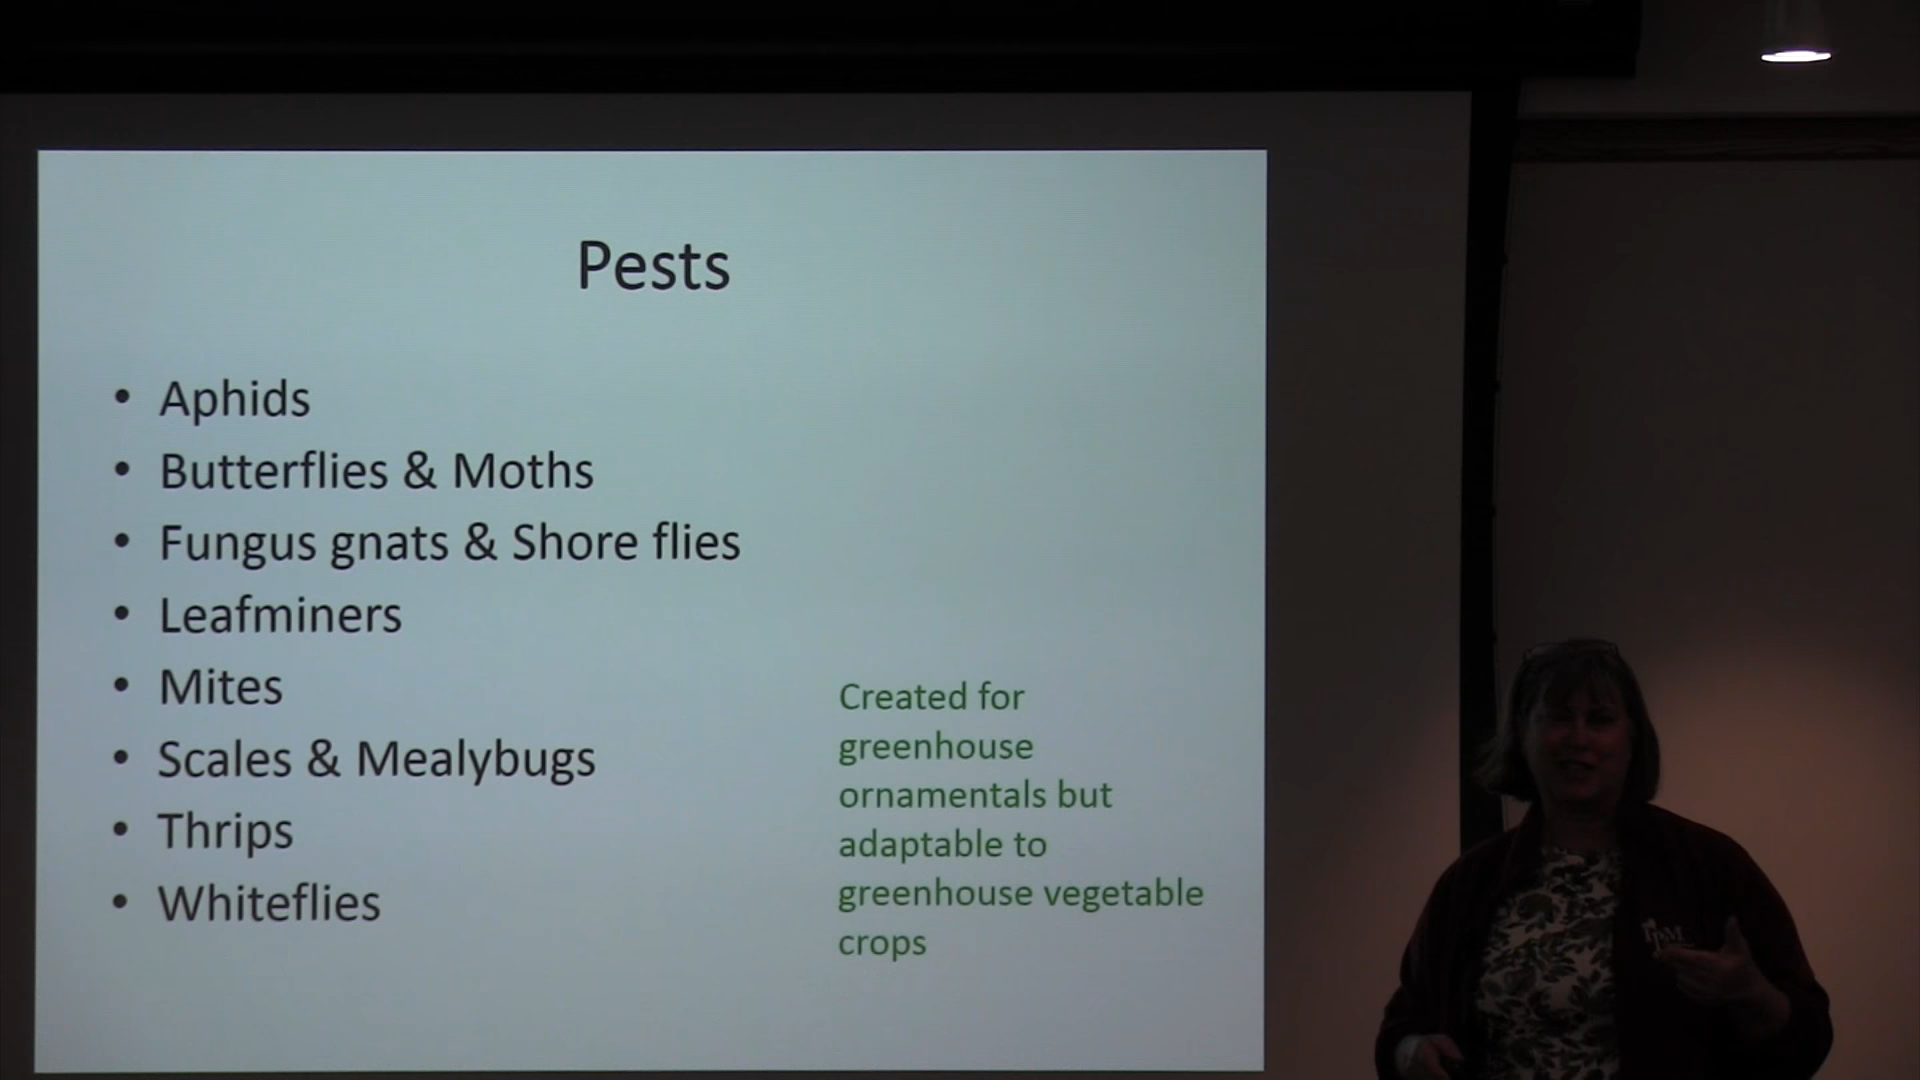 Pests
• Aphids
• Butterflies & Moths
• Fungus gnats & Shore flies
• Leafminers
• Mites
• Scales & Mealybugs
• Thrips
• Whiteflies
Created for
greenhouse
ornamentals but
adaptable to
greenhouse vegetable
crops
IPM